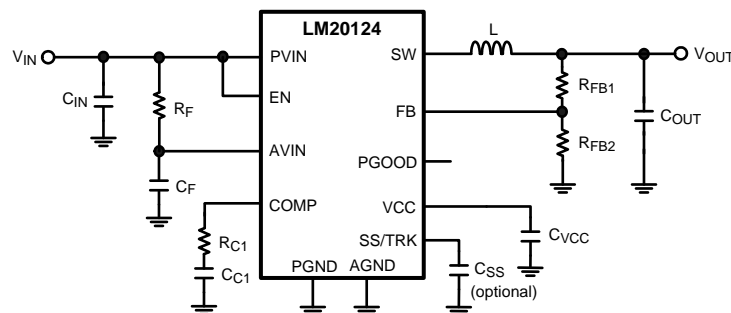 LM20124
VIN
PVIN
SW
L
VOUT
CIN
RF
EN
FB
RFB1
COUT
RFB2
AVIN
PGOOD
CF
COMP
VCC
RC1
SS/TRK
CVCC
CC1
PGND
AGND
CSS
(optional)